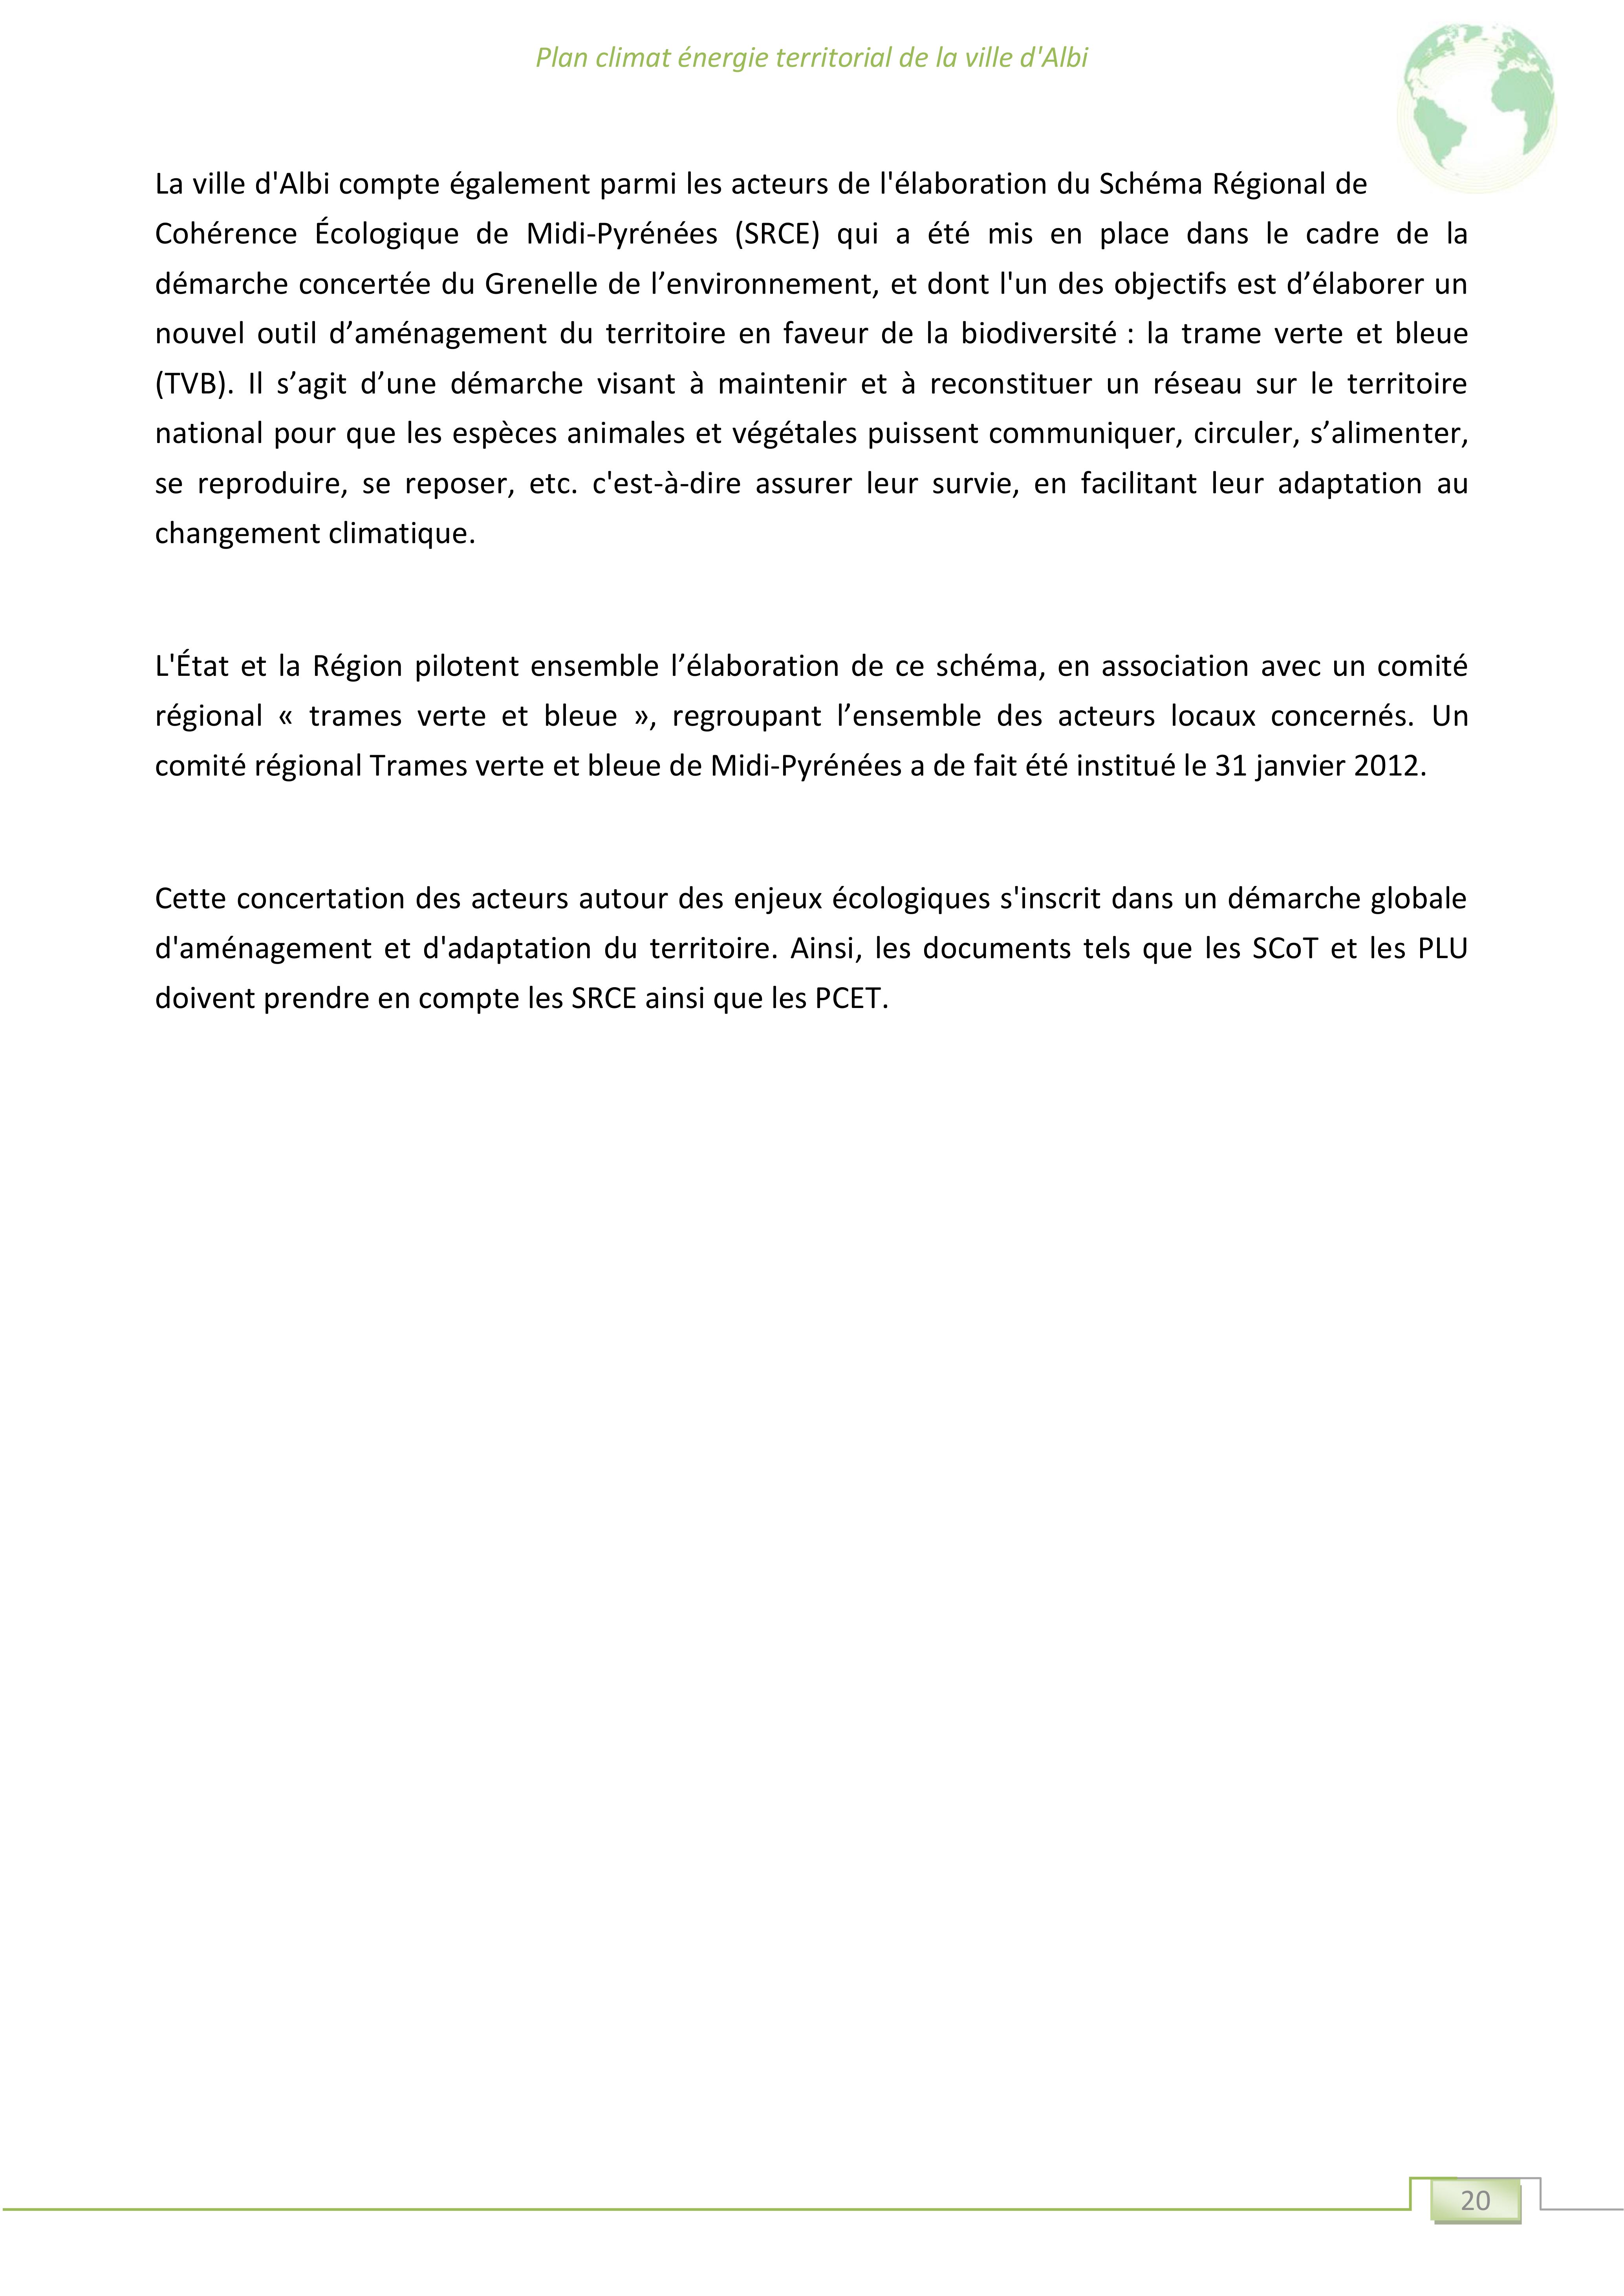 Plan climat énergie territorial de la ville d'Albi
La ville d'Albi compte également parmi les acteurs de l'élaboration du Schéma Régional de
Cohérence Écologique de Midi-Pyrénées (SRCE) qui a été mis en place dans le cadre de la
démarche concertée du Grenelle de l’environnement, et dont l'un des objectifs est d’élaborer un
nouvel outil d’aménagement du territoire en faveur de la biodiversité : la trame verte et bleue
(TVB). Il s’agit d’une démarche visant à maintenir et à reconstituer un réseau sur le territoire
national pour que les espèces animales et végétales puissent communiquer, circuler, s’alimenter,
se reproduire, se reposer, etc. c'est-à-dire assurer leur survie, en facilitant leur adaptation au
changement climatique.
L'État et la Région pilotent ensemble l’élaboration de ce schéma, en association avec un comité
régional « trames verte et bleue », regroupant l’ensemble des acteurs locaux concernés. Un
comité régional Trames verte et bleue de Midi-Pyrénées a de fait été institué le 31 janvier 2012.
Cette concertation des acteurs autour des enjeux écologiques s'inscrit dans un démarche globale
d'aménagement et d'adaptation du territoire. Ainsi, les documents tels que les SCoT et les PLU
doivent prendre en compte les SRCE ainsi que les PCET.
20